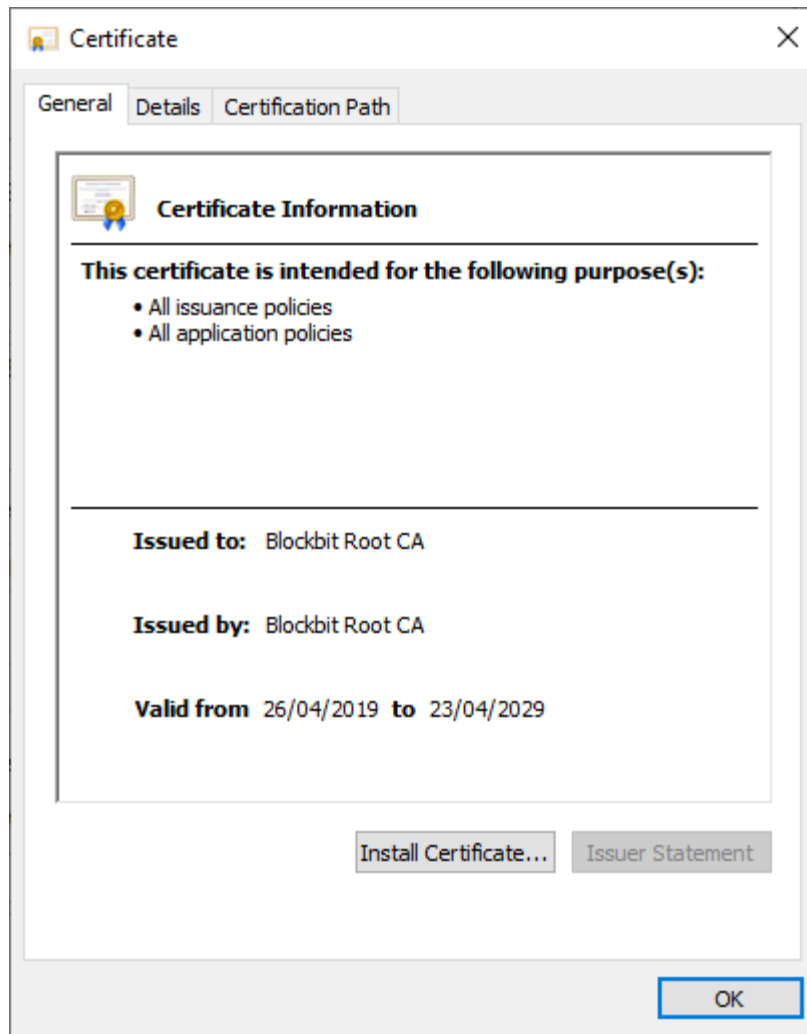 Certificate
General Details Certification Path
Certificate Information
This certificate is intended for the following purpose(s):
• All issuance policies
• All application policies
Issued to: Blockbit Root CA
Issued by: Blockbit Root CA
Valid from 26/04/2019 to 23/04/2029
Install Certificate... Issuer Statement
OK